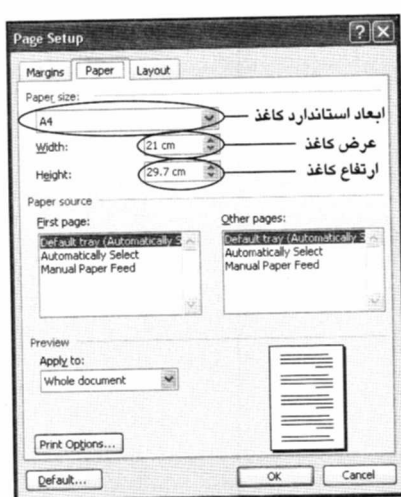 Page Setup
Margins Paper Layout
Paper size:
A4 ابعاد استاندارد کاغذ
Width: 21 cm عرض کاغذ
Height: 29.7 cm ارتفاع کاغذ
Paper source
First page: Other pages:
Default tray (Automatically S Default tray (Automatically S
Automatically Select Automatically Select
Manual Paper Feed Manual Paper Feed
Preview
Apply to:
Whole document
Print Options...
Default... OK Cancel